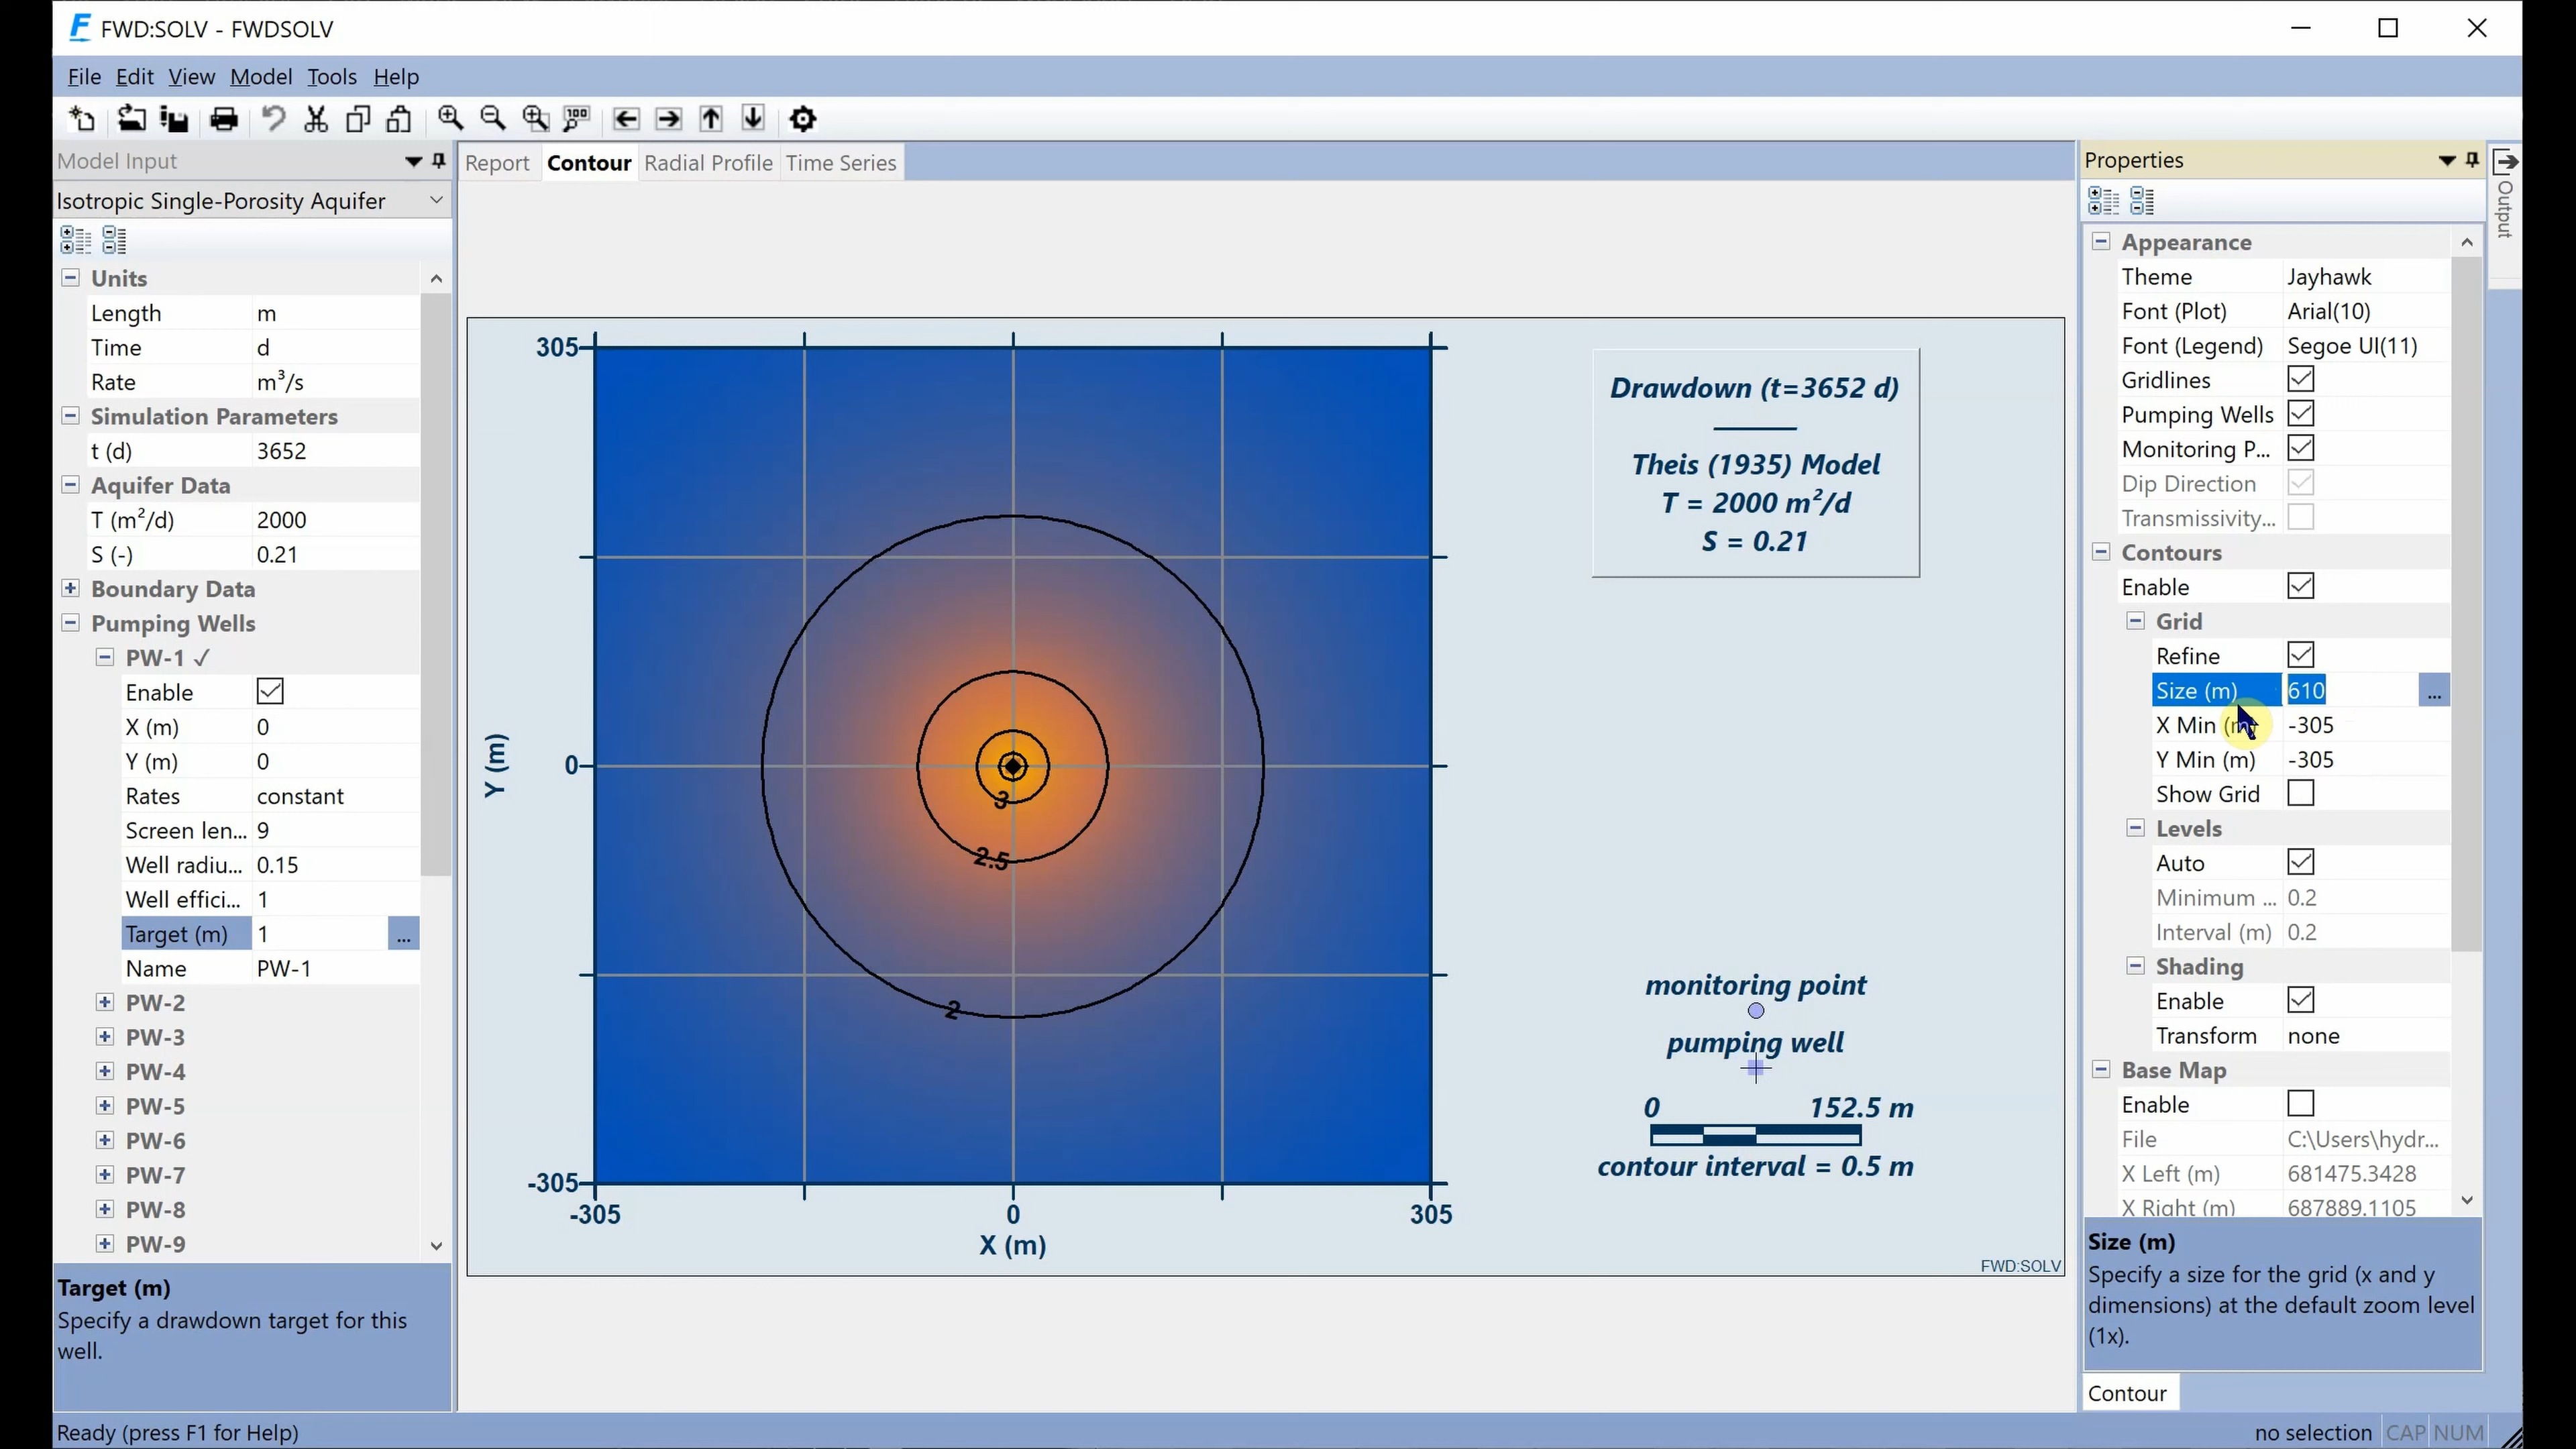 FWD:SOLV - FWDSOLV
File Edit View Model Tools Help
Model Input
Isotropic Single-Porosity Aquifer
Units
Length m
Time d
Rate m³/s
Simulation Parameters
t (d) 3652
Aquifer Data
T (m²/d) 2000
S (-) 0.21
Boundary Data
Pumping Wells
PW-1 ✓
Enable
X (m) 0
Y (m) 0
Rates constant
Screen len... 9
Well radiu... 0.15
Well effici... 1
Target (m) 1 ...
Name PW-1
PW-2
PW-3
PW-4
PW-5
PW-6
PW-7
PW-8
PW-9
Target (m)
Specify a drawdown target for this
well.
Report Contour Radial Profile Time Series
305
0
-305
Y (m)
3
2.5
2
-305 0 305
X (m)
Drawdown (t=3652 d)
Theis (1935) Model
T = 2000 m²/d
S = 0.21
monitoring point
pumping well
0 152.5 m
contour interval = 0.5 m
FWD:SOLV
Properties
Appearance
Theme Jayhawk
Font (Plot) Arial(10)
Font (Legend) Segoe UI(11)
Gridlines
Pumping Wells
Monitoring P...
Dip Direction
Transmissivity...
Contours
Enable
Grid
Refine
Size (m) 610 ...
X Min (m) -305
Y Min (m) -305
Show Grid
Levels
Auto
Minimum ... 0.2
Interval (m) 0.2
Shading
Enable
Transform none
Base Map
Enable
File C:\Users\hydr...
X Left (m) 681475.3428
X Right (m) 687889.1105
Size (m)
Specify a size for the grid (x and y
dimensions) at the default zoom level
(1x).
Contour
Output
Ready (press F1 for Help)
no selection CAP NUM